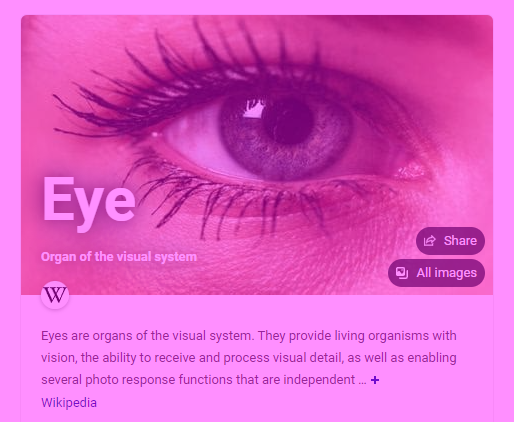 Eye
Organ of the visual system
Share
All images
W
Eyes are organs of the visual system. They provide living organisms with
vision, the ability to receive and process visual detail, as well as enabling
several photo response functions that are independent ... +
Wikipedia